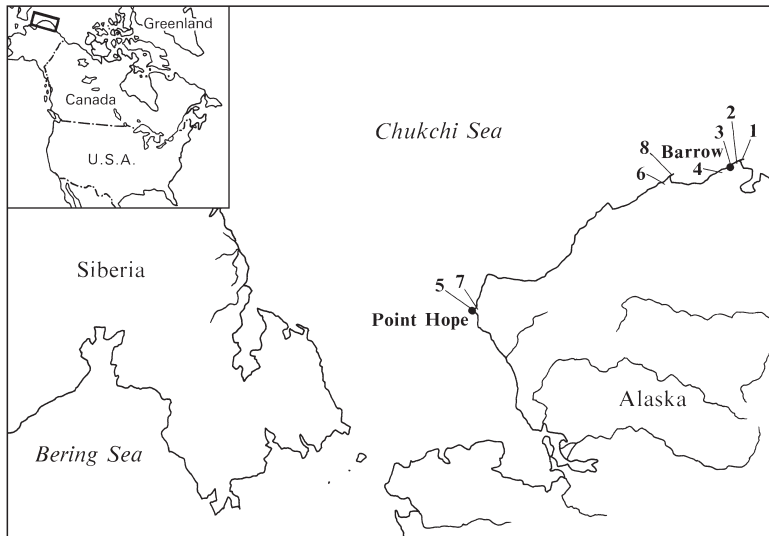 Greenland
Canada
U.S.A.
Chukchi Sea
2
3
1
8
Barrow
6
4
Siberia
5
7
Point Hope
Alaska
Bering Sea